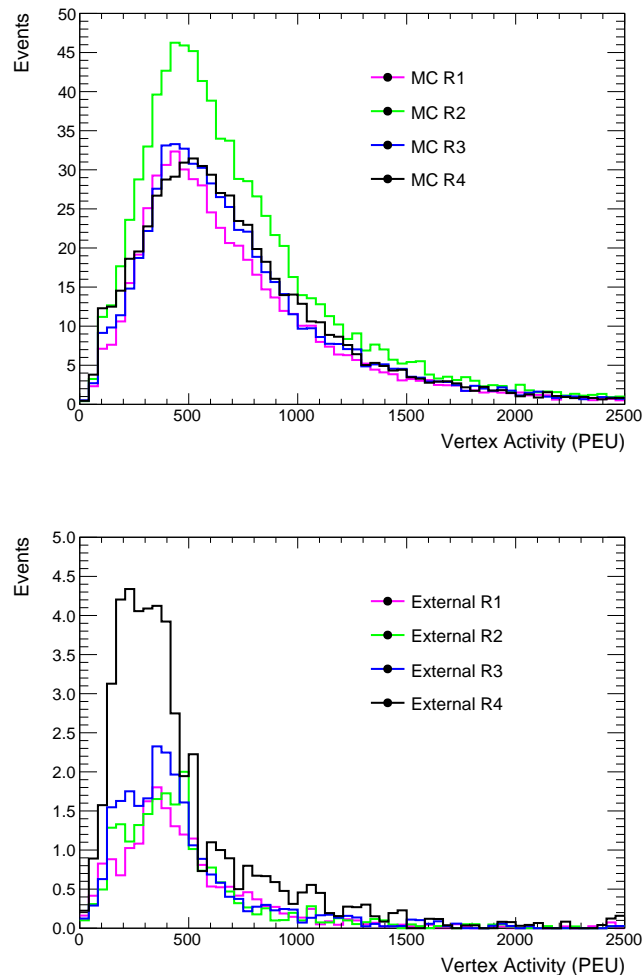 Events
50
45
40
35
30
25
20
15
10
5
0
MC R1
MC R2
MC R3
MC R4
0 500 1000 1500 2000 2500
Vertex Activity (PEU)
Events
5.0
4.5
4.0
3.5
3.0
2.5
2.0
1.5
1.0
0.5
0.0
External R1
External R2
External R3
External R4
0 500 1000 1500 2000 2500
Vertex Activity (PEU)